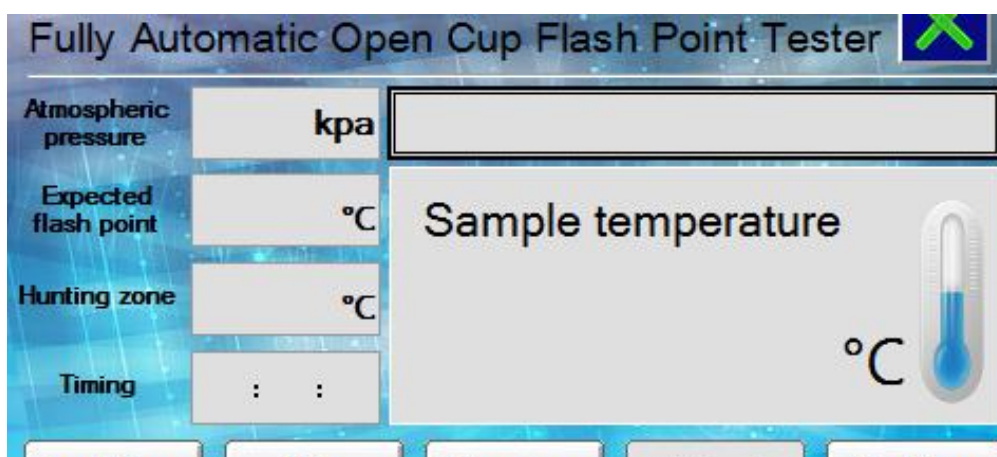 Fully Automatic Open Cup Flash Point Tester
Atmospheric
pressure
kpa
Expected
flash point
°C
Sample temperature
°C
Hunting zone
°C
Timing
: :